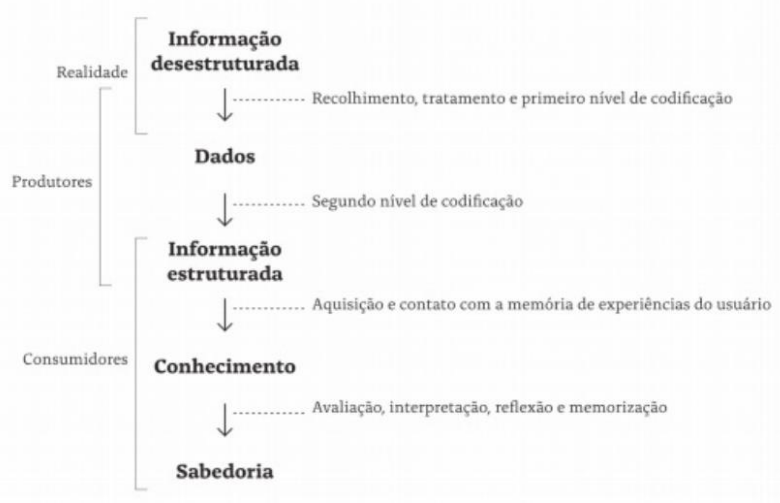 Informação
desestruturada
Realidade
Recolhimento, tratamento e primeiro nível de codificação
Dados
Produtores
Segundo nível de codificação
Informação
estruturada
Aquisição e contato com a memória de experiências do usuário
Consumidores
Conhecimento
Avaliação, interpretação, reflexão e memorização
Sabedoria